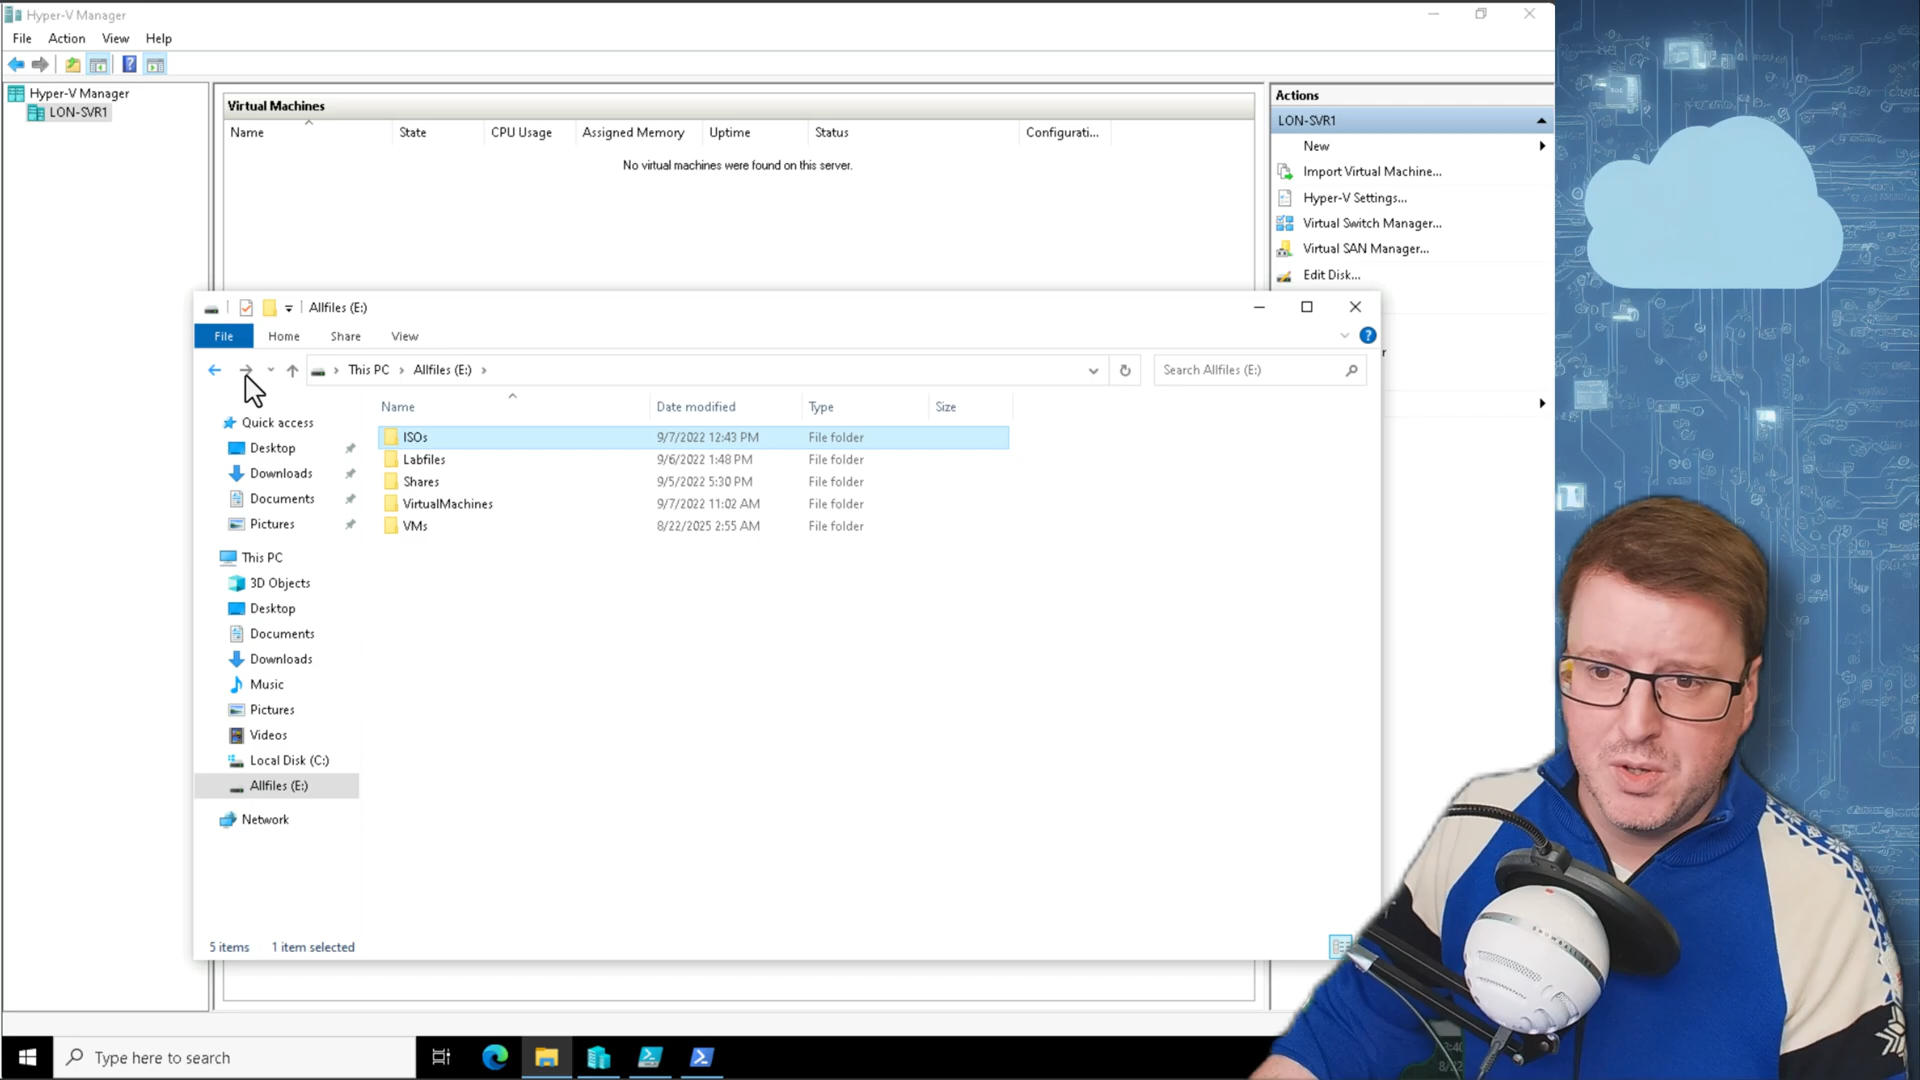 Hyper-V Manager
File Action View Help
Hyper-V Manager
LON-SVR1
Virtual Machines
Name State CPU Usage Assigned Memory Uptime Status Configurati...
No virtual machines were found on this server.
Actions
LON-SVR1
New
Import Virtual Machine...
Hyper-V Settings...
Virtual Switch Manager...
Virtual SAN Manager...
Edit Disk...
r
Allfiles (E:)
File Home Share View
This PC Allfiles (E:)
Search Allfiles (E:)
Name Date modified Type Size
ISOs 9/7/2022 12:43 PM File folder
Labfiles 9/6/2022 1:48 PM File folder
Shares 9/5/2022 5:30 PM File folder
VirtualMachines 9/7/2022 11:02 AM File folder
VMs 8/22/2025 2:55 AM File folder
Quick access
Desktop
Downloads
Documents
Pictures
This PC
3D Objects
Desktop
Documents
Downloads
Music
Pictures
Videos
Local Disk (C:)
Allfiles (E:)
Network
5 items 1 item selected
Type here to search
SNOWBALL